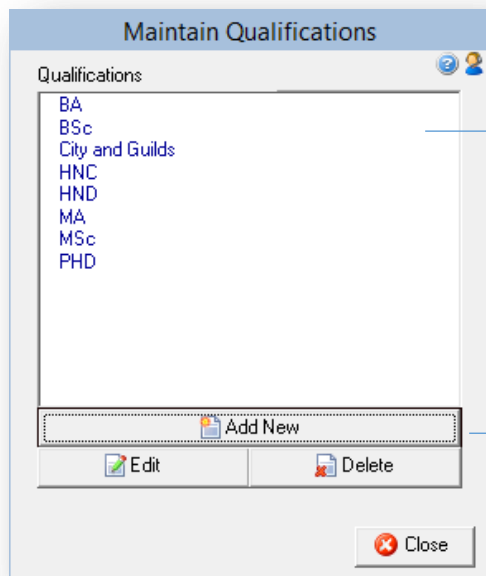 Maintain Qualifications
Qualifications
BA
BSc
City and Guilds
HNC
HND
MA
MSc
PHD
Add New
Edit
Delete
Close